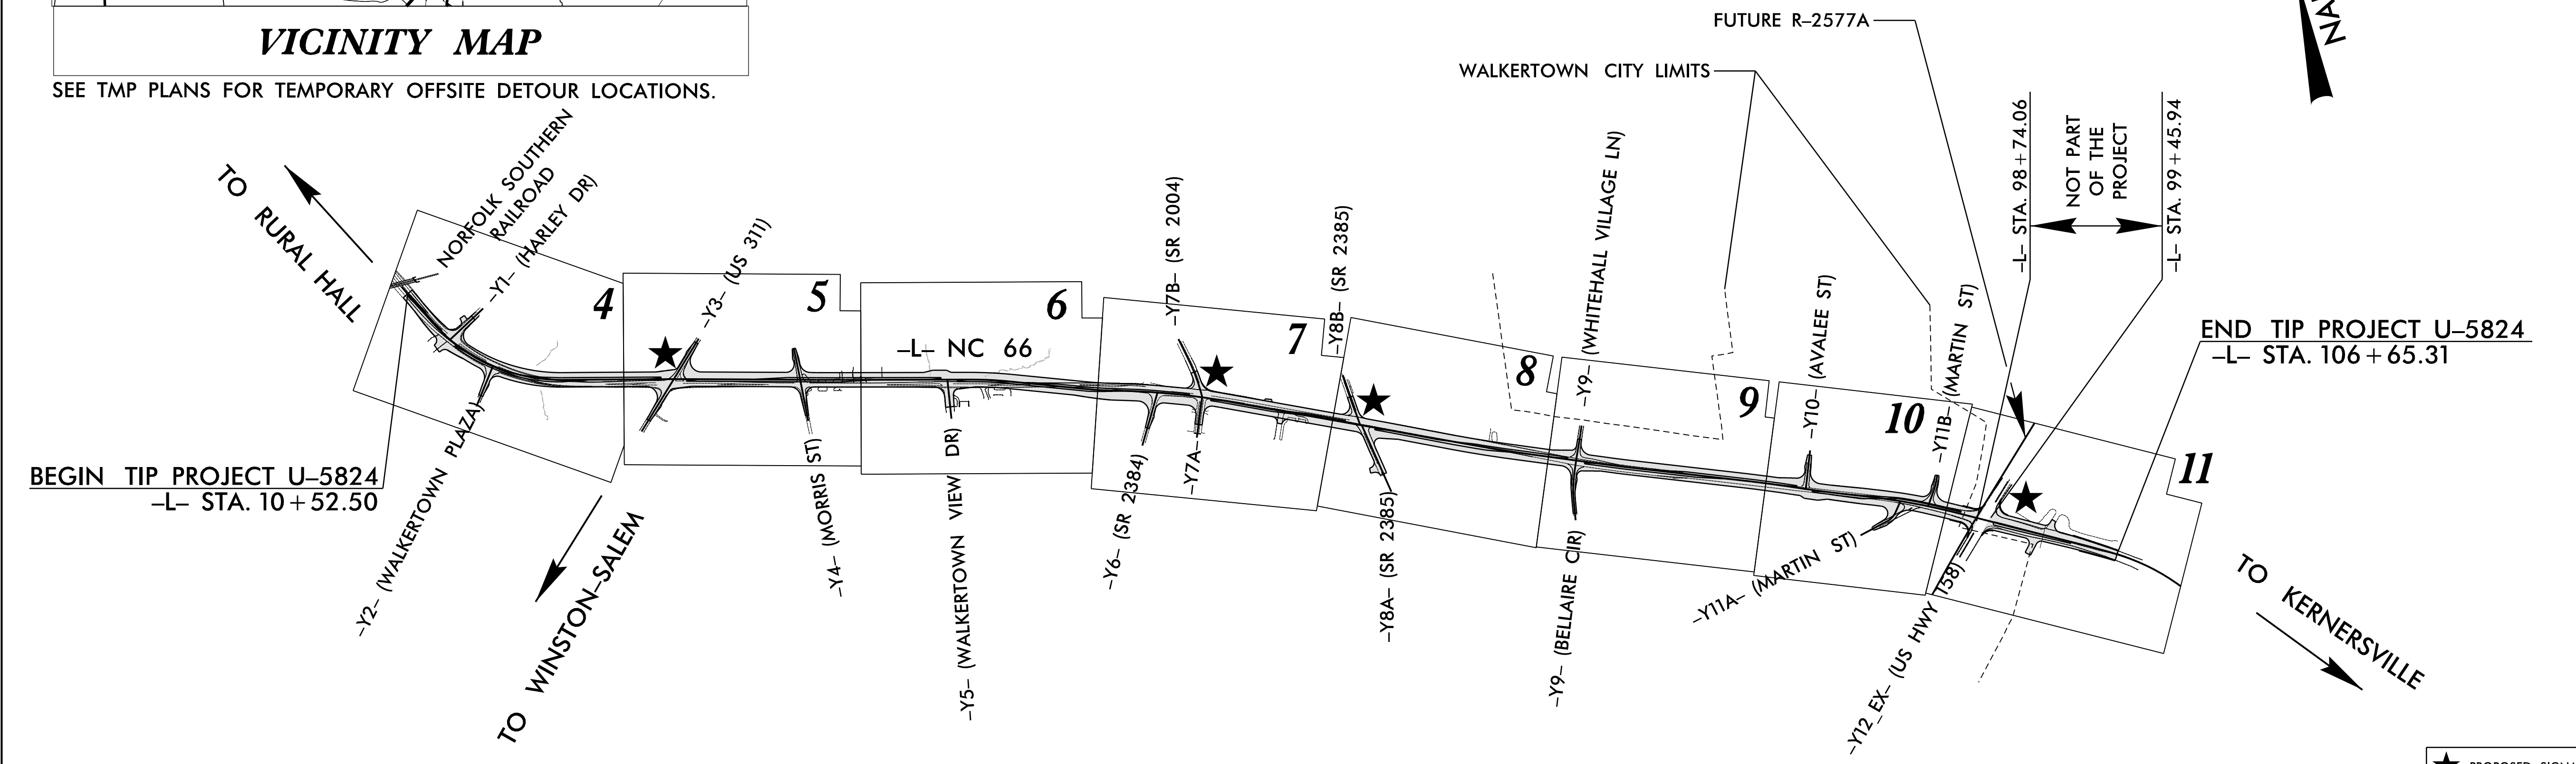 VICINITY MAP
SEE TMP PLANS FOR TEMPORARY OFFSITE DETOUR LOCATIONS.
FUTURE R–2577A
WALKERTOWN CITY LIMITS
–L– STA. 98+74.06
NOT PART
OF THE
PROJECT
–L– STA. 99+45.94
TO RURAL HALL
NORFOLK SOUTHERN
RAILROAD
–Y1– (HARLEY DR)
–Y3– (US 311)
–Y7B– (SR 2004)
–Y8B– (SR 2385)
–Y9– (WHITEHALL VILLAGE LN)
–Y10– (AVALEE ST)
–Y11B– (MARTIN ST)
4
5
6
7
8
9
10
11
–L– NC 66
END TIP PROJECT U–5824
–L– STA. 106+65.31
BEGIN TIP PROJECT U–5824
–L– STA. 10+52.50
–Y2– (WALKERTOWN PLAZA)
TO WINSTON–SALEM
–Y4– (MORRIS ST)
–Y5– (WALKERTOWN VIEW DR)
–Y6– (SR 2384)
–Y7A–
–Y8A– (SR 2385)
–Y9– (BELLAIRE CIR)
–Y11A– (MARTIN ST)
–Y12_EX– (US HWY 158)
TO KERNERSVILLE